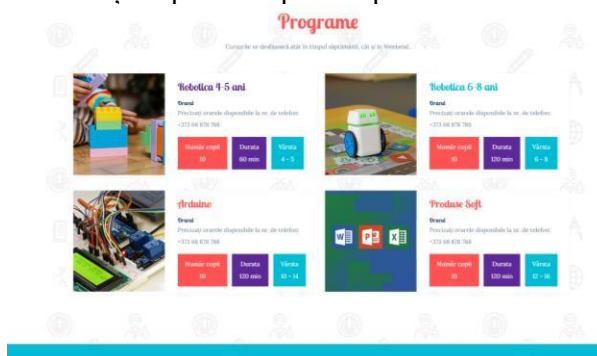 Programe
Cursurile se desfășoară atât în timpul săptămânii, cât și în Weekend.
Robotica 4-5 ani
Orarul
Precizați orarele disponibile la nr. de telefon:
+373 68 878 788
Număr copii
10
Durata
60 min
Vârsta
4 - 5
Robotica 6-8 ani
Orarul
Precizați orarele disponibile la nr. de telefon:
+373 68 878 788
Număr copii
10
Durata
120 min
Vârsta
6 - 8
Arduino
Orarul
Precizați orarele disponibile la nr. de telefon:
+373 68 878 788
Număr copii
10
Durata
120 min
Vârsta
10 - 14
Produse Soft
Orarul
Precizați orarele disponibile la nr. de telefon:
+373 68 878 788
Număr copii
10
Durata
120 min
Vârsta
12 - 16